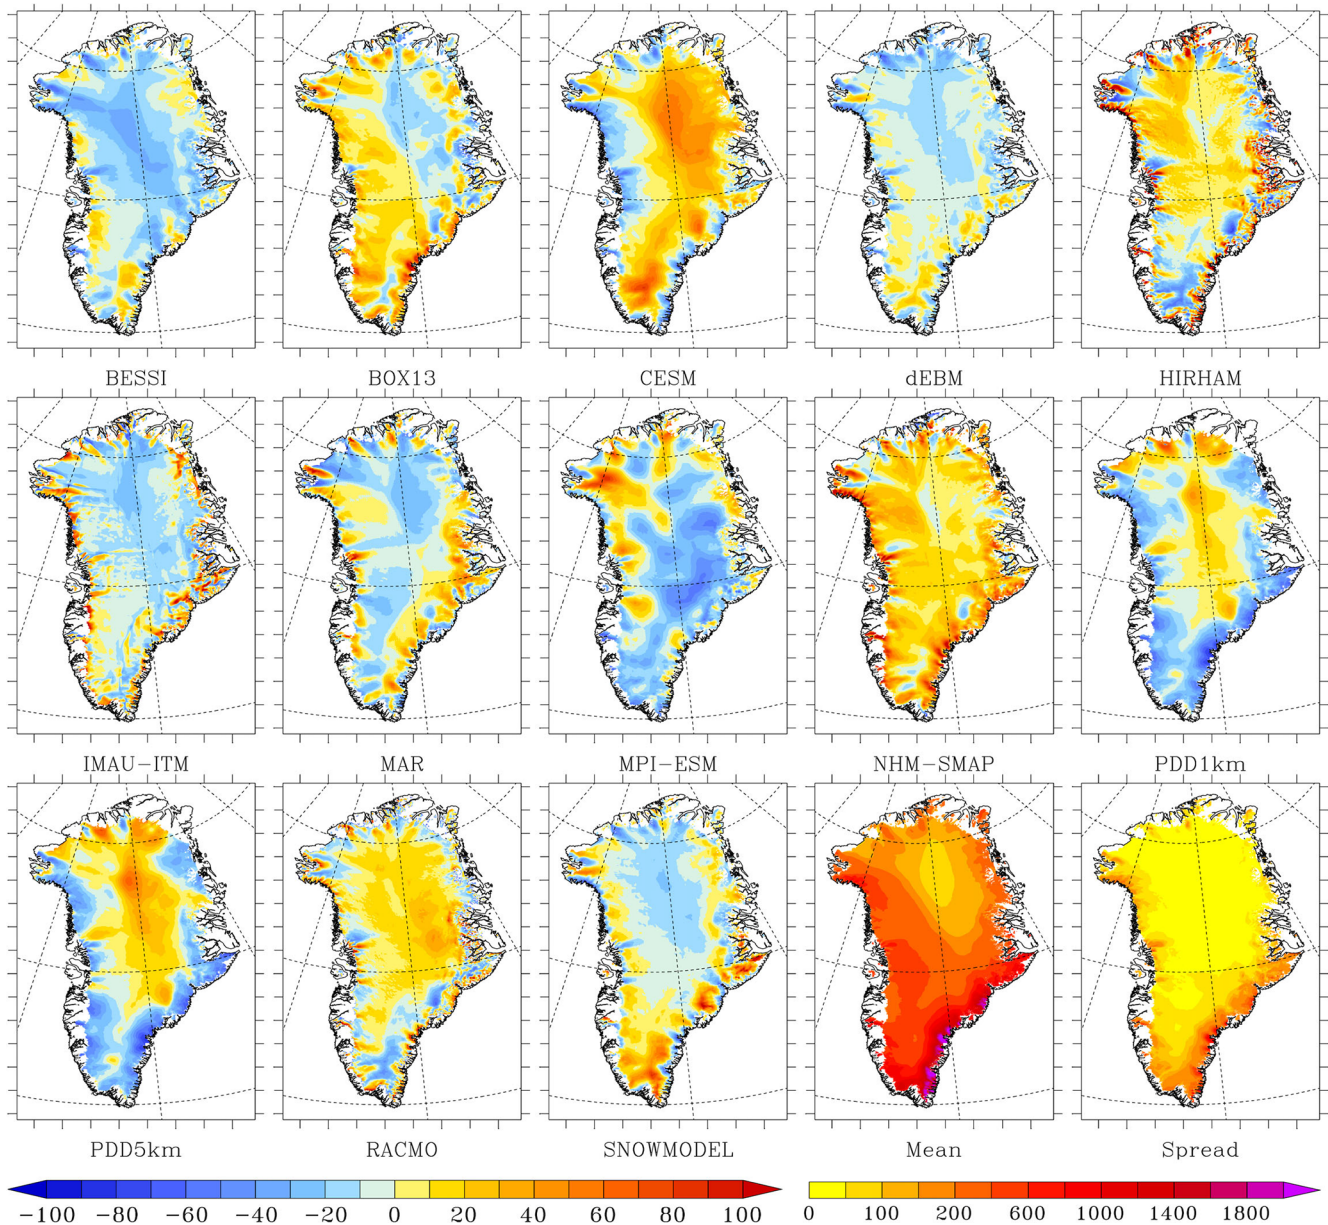 BESSI BOX13 CESM dEBM HIRHAM
IMAU-ITM MAR MPI-ESM NHM-SMAP PDD1km
PDD5km RACMO SNOWMODEL Mean Spread
-100 -80 -60 -40 -20 0 20 40 60 80 100 0 100 200 600 1000 1400 1800